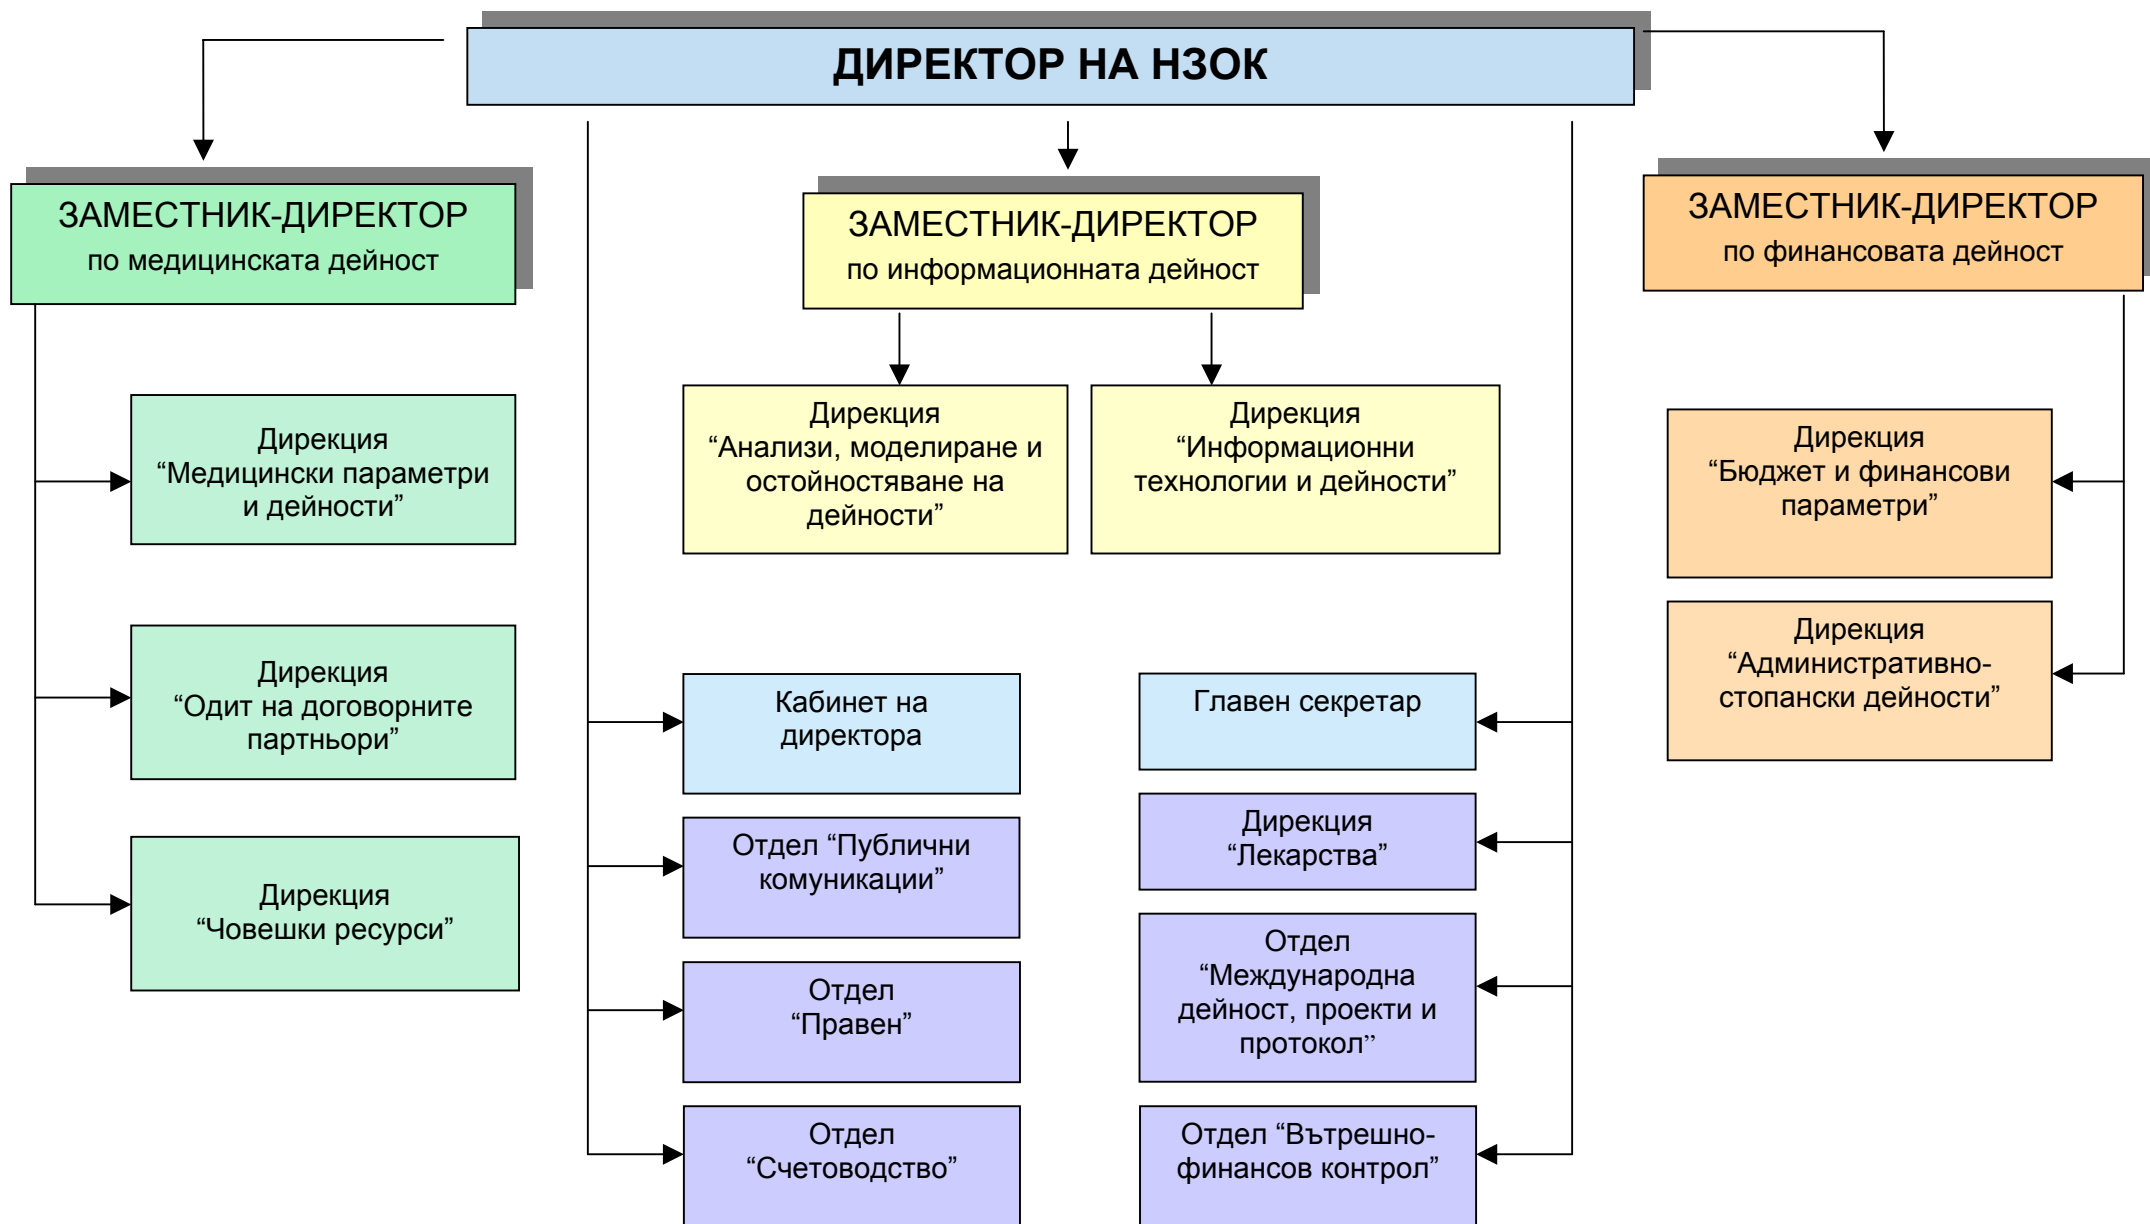 ДИРЕКТОР НА НЗОК
ЗАМЕСТНИК-ДИРЕКТОР
по медицинската дейност
ЗАМЕСТНИК-ДИРЕКТОР
по информационната дейност
ЗАМЕСТНИК-ДИРЕКТОР
по финансовата дейност
Дирекция
“Медицински параметри
и дейности”
Дирекция
“Одит на договорните
партньори”
Дирекция
“Човешки ресурси”
Дирекция
“Анализи, моделиране и
остойностяване на
дейности”
Дирекция
“Информационни
технологии и дейности”
Дирекция
“Бюджет и финансови
параметри”
Дирекция
“Административно-
стопански дейности”
Кабинет на
директора
Отдел “Публични
комуникации”
Отдел
“Правен”
Отдел
“Счетоводство”
Главен секретар
Дирекция
“Лекарства”
Отдел
“Международна
дейност, проекти и
протокол”
Отдел “Вътрешно-
финансов контрол”